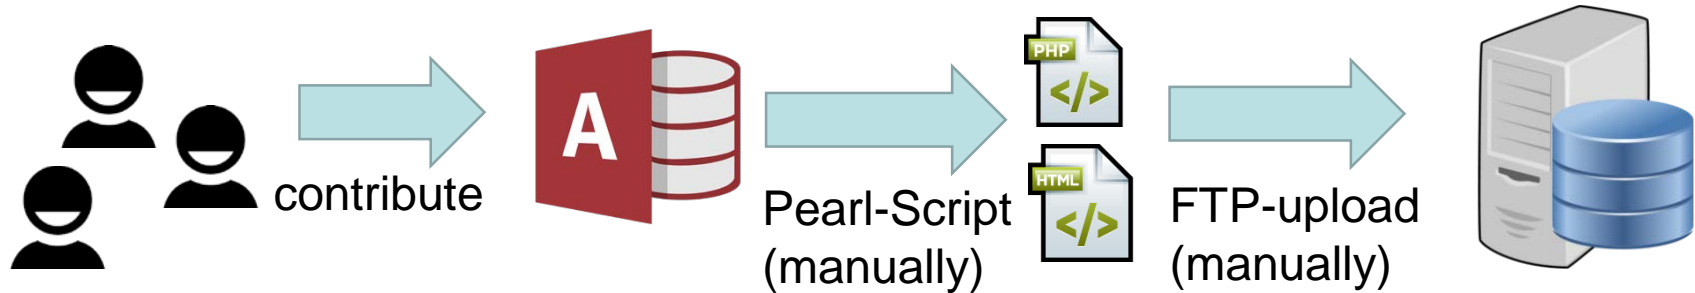 contribute
A
Pearl-Script
(manually)
PHP
</>
HTML
</>
FTP-upload
(manually)